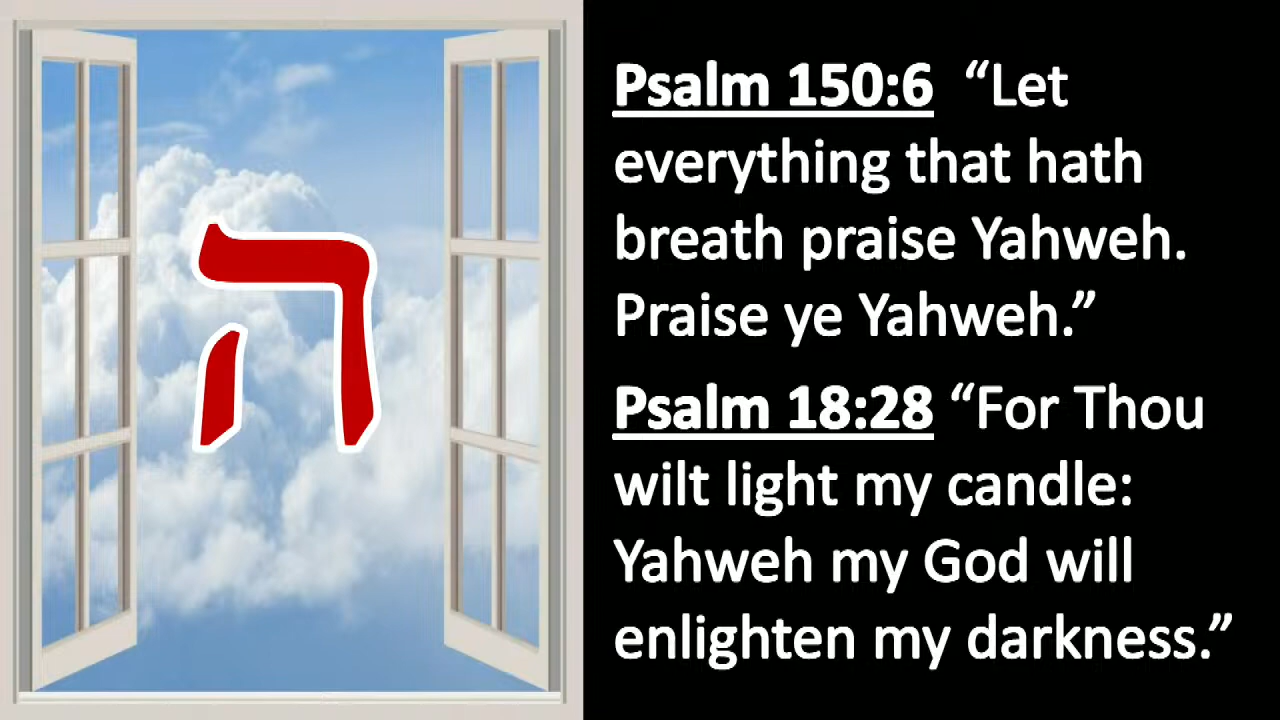 ה
Psalm 150:6 “Let
everything that hath
breath praise Yahweh.
Praise ye Yahweh.”
Psalm 18:28 “For Thou
wilt light my candle:
Yahweh my God will
enlighten my darkness.”